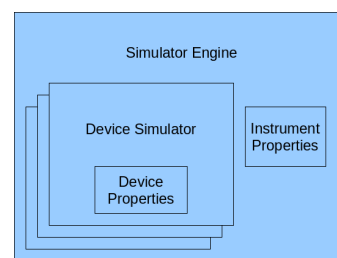 Simulator Engine
Device Simulator
Instrument
Properties
Device
Properties